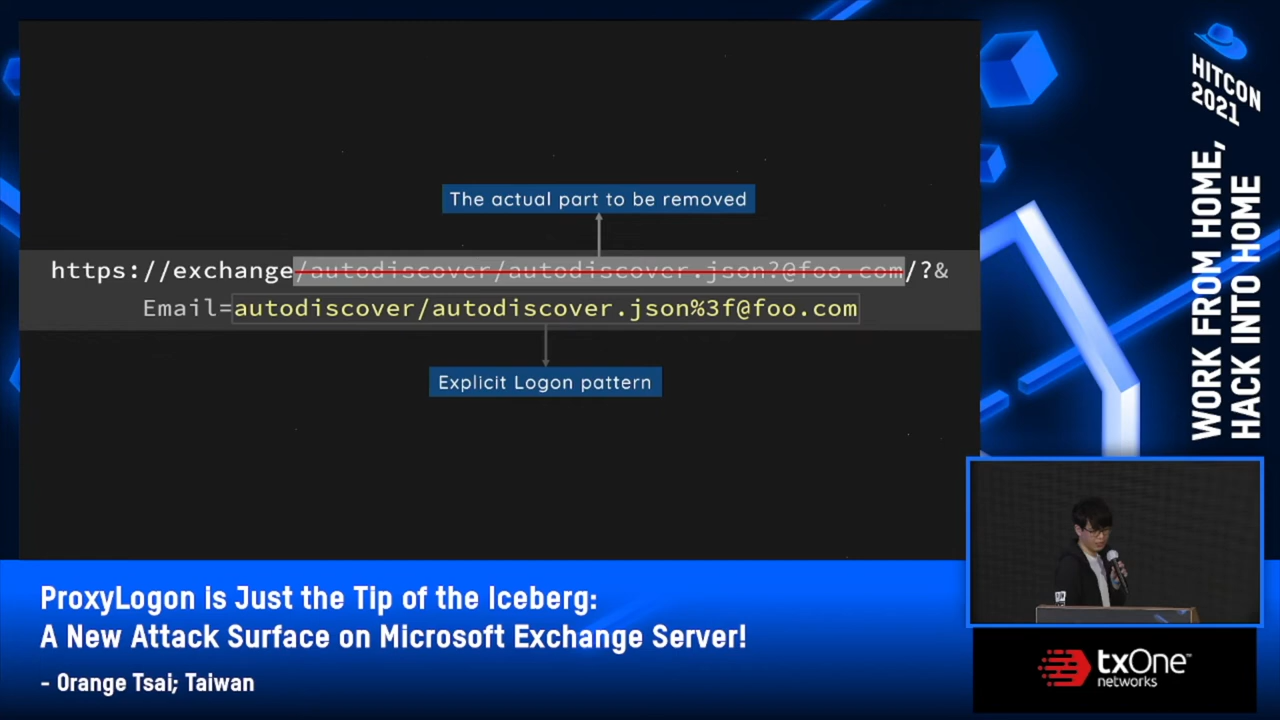 The actual part to be removed
https://exchange/autodiscover/autodiscover.json?@foo.com/?&
Email=autodiscover/autodiscover.json%3f@foo.com
Explicit Logon pattern
HITCON
2021
WORK FROM HOME,
HACK INTO HOME
ProxyLogon is Just the Tip of the Iceberg:
A New Attack Surface on Microsoft Exchange Server!
- Orange Tsai; Taiwan
txOne™
networks